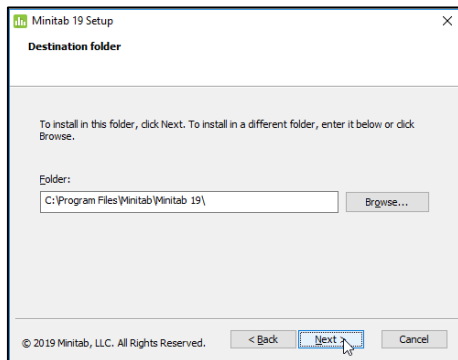 Minitab 19 Setup
Destination folder
To install in this folder, click Next. To install in a different folder, enter it below or click
Browse.
Folder:
C:\Program Files\Minitab\Minitab 19\
Browse...
© 2019 Minitab, LLC. All Rights Reserved.
< Back
Next >
Cancel